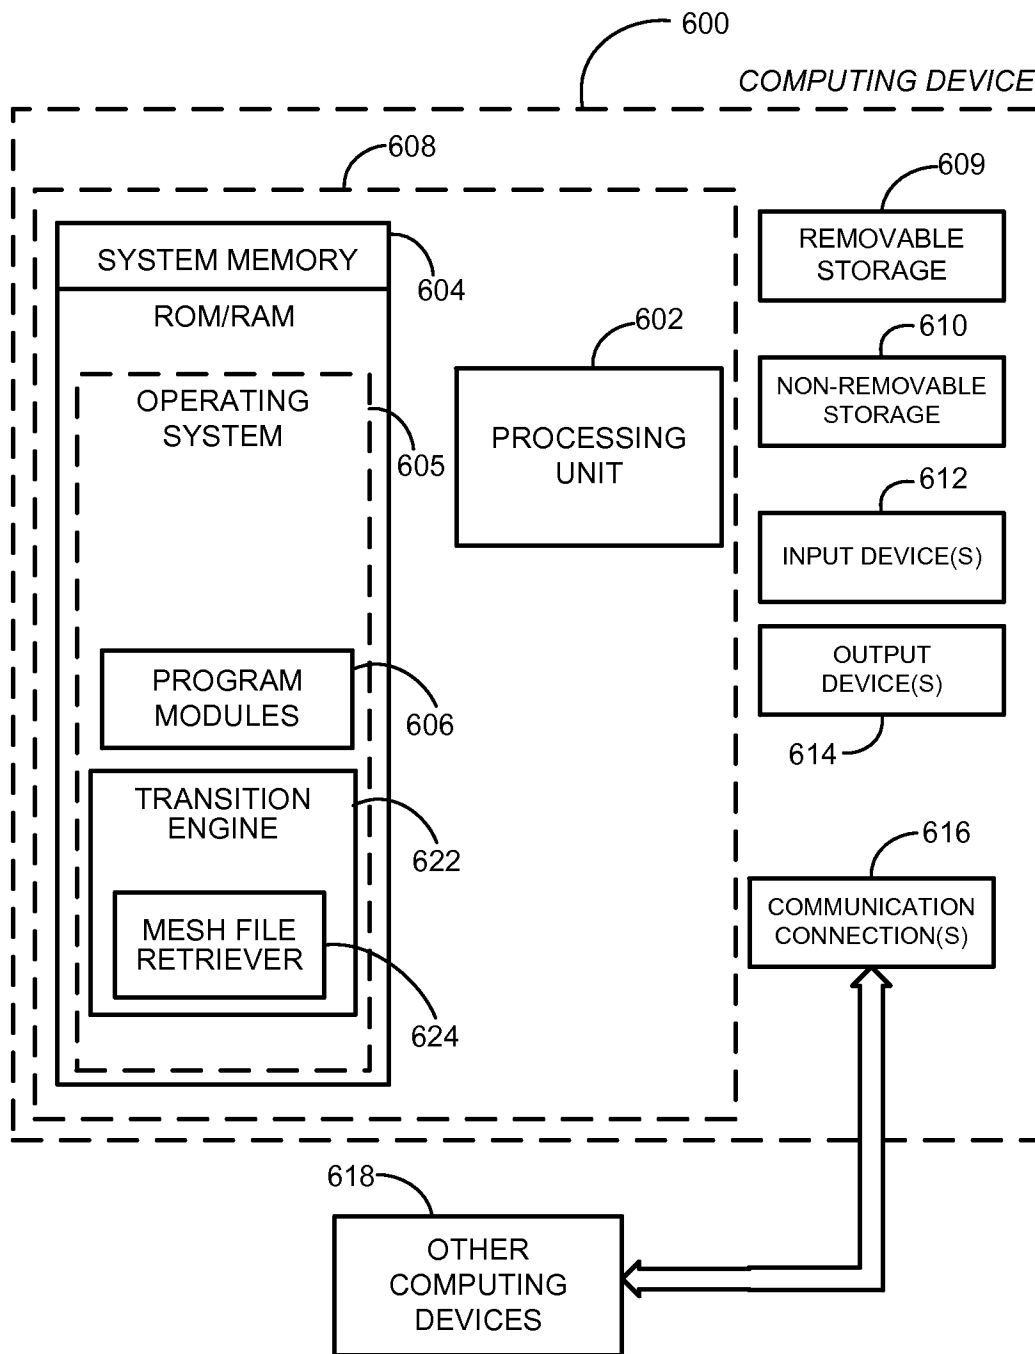 600
COMPUTING DEVICE
608
609
SYSTEM MEMORY
604
REMOVABLE
STORAGE
ROM/RAM
602
610
OPERATING
SYSTEM
605
PROCESSING
UNIT
NON-REMOVABLE
STORAGE
612
INPUT DEVICE(S)
PROGRAM
MODULES
606
OUTPUT
DEVICE(S)
614
TRANSITION
ENGINE
622
616
MESH FILE
RETRIEVER
624
COMMUNICATION
CONNECTION(S)
618
OTHER
COMPUTING
DEVICES